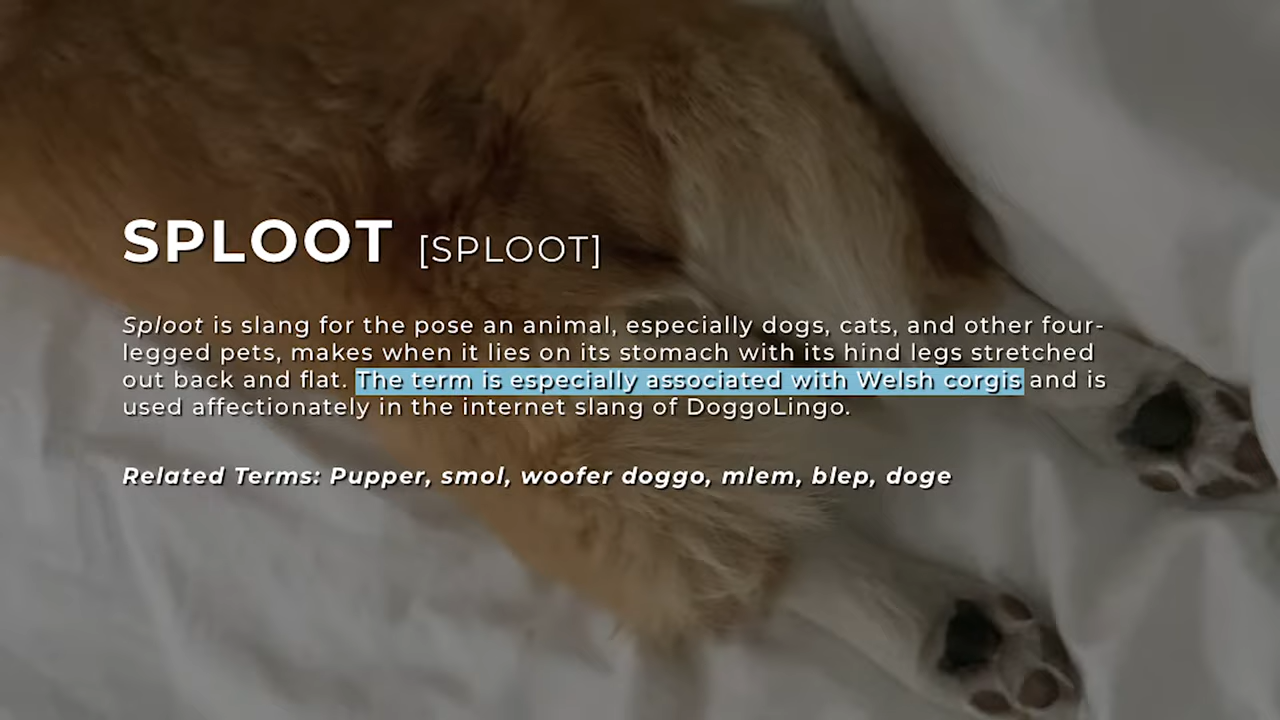 SPLOOT [SPLOOT]
Sploot is slang for the pose an animal, especially dogs, cats, and other four-
legged pets, makes when it lies on its stomach with its hind legs stretched
out back and flat. The term is especially associated with Welsh corgis and is
used affectionately in the internet slang of DoggoLingo.
Related Terms: Pupper, smol, woofer doggo, mlem, blep, doge